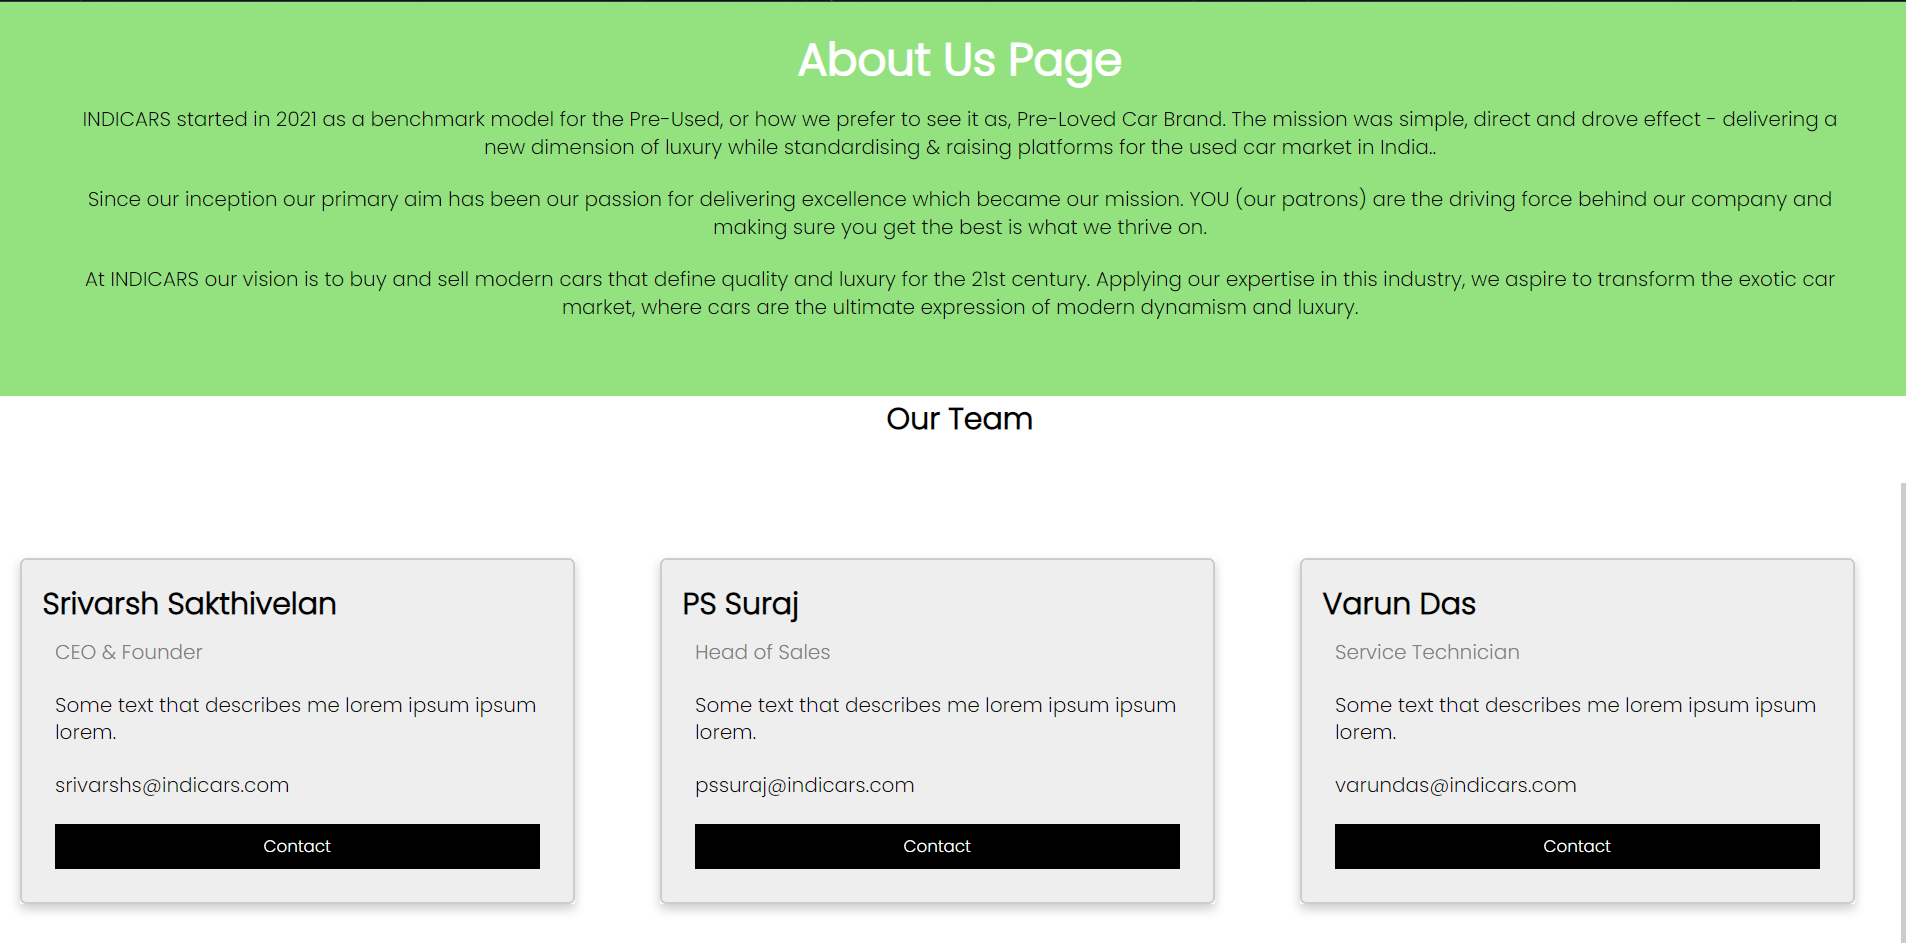 About Us Page
INDICARS started in 2021 as a benchmark model for the Pre-Used, or how we prefer to see it as, Pre-Loved Car Brand. The mission was simple, direct and drove effect - delivering a
new dimension of luxury while standardising & raising platforms for the used car market in India..
Since our inception our primary aim has been our passion for delivering excellence which became our mission. YOU (our patrons) are the driving force behind our company and
making sure you get the best is what we thrive on.
At INDICARS our vision is to buy and sell modern cars that define quality and luxury for the 21st century. Applying our expertise in this industry, we aspire to transform the exotic car
market, where cars are the ultimate expression of modern dynamism and luxury.
Our Team
Srivarsh Sakthivelan
CEO & Founder
Some text that describes me lorem ipsum ipsum
lorem.
srivarshs@indicars.com
Contact
PS Suraj
Head of Sales
Some text that describes me lorem ipsum ipsum
lorem.
pssuraj@indicars.com
Contact
Varun Das
Service Technician
Some text that describes me lorem ipsum ipsum
lorem.
varundas@indicars.com
Contact